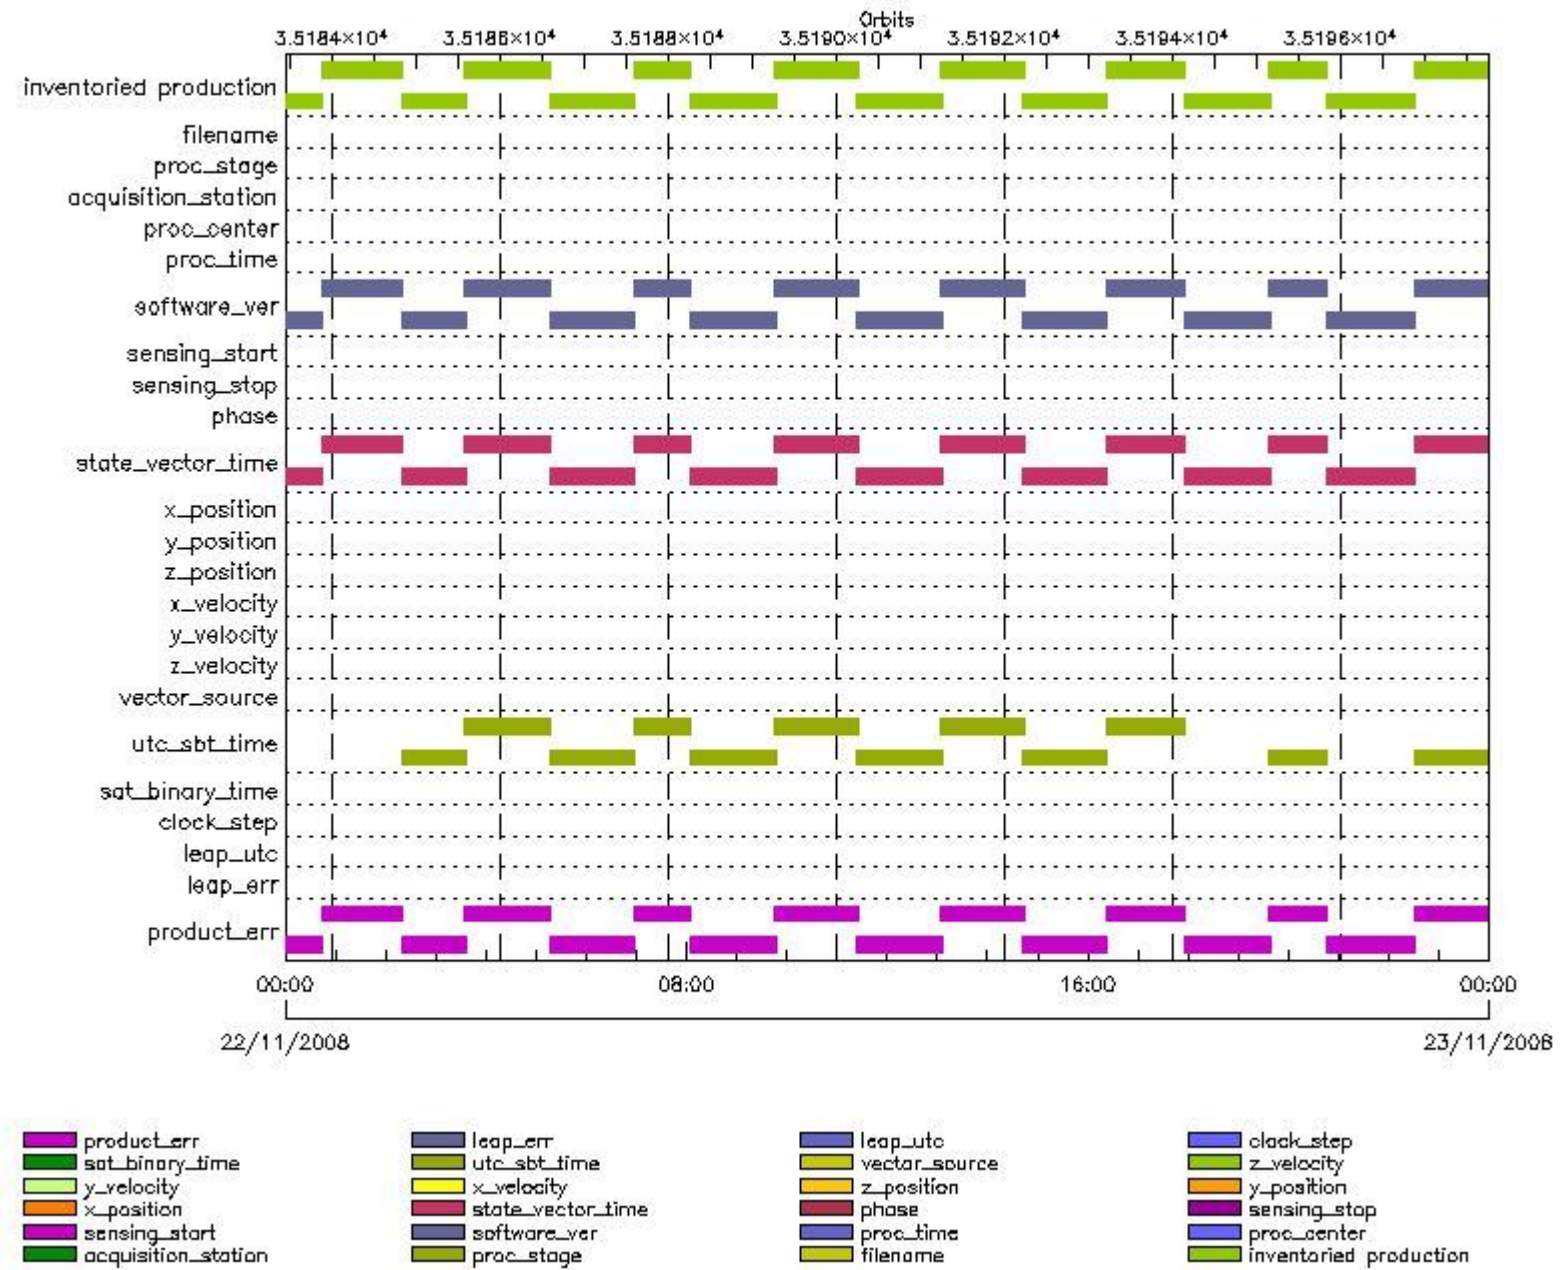 Orbits
3.5184×10⁴ 3.5186×10⁴ 3.5188×10⁴ 3.5190×10⁴ 3.5192×10⁴ 3.5194×10⁴ 3.5196×10⁴
inventoried production
filename
proc_stage
acquisition_station
proc_center
proc_time
software_ver
sensing_start
sensing_stop
phase
state_vector_time
x_position
y_position
z_position
x_velocity
y_velocity
z_velocity
vector_source
utc_sbt_time
sat_binary_time
clock_step
leap_utc
leap_err
product_err
00:00 08:00 16:00 00:00
22/11/2008 23/11/2008
product_err leap_err leap_utc clock_step
sat_binary_time utc_sbt_time vector_source z_velocity
y_velocity x_velocity z_position y_position
x_position state_vector_time phase sensing_stop
sensing_start software_ver proc_time proc_center
acquisition_station proc_stage filename inventoried production